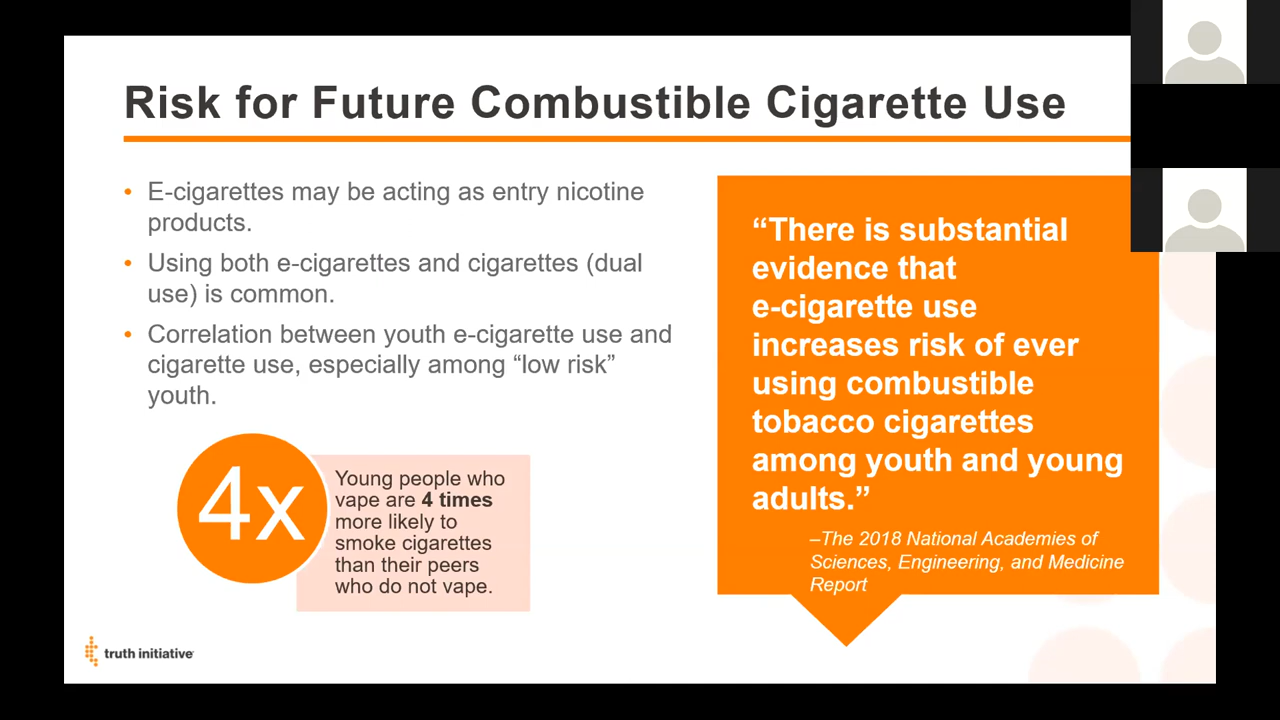 Risk for Future Combustible Cigarette Use
• E-cigarettes may be acting as entry nicotine
products.
• Using both e-cigarettes and cigarettes (dual
use) is common.
• Correlation between youth e-cigarette use and
cigarette use, especially among “low risk”
youth.
4x
Young people who
vape are 4 times
more likely to
smoke cigarettes
than their peers
who do not vape.
“There is substantial
evidence that
e-cigarette use
increases risk of ever
using combustible
tobacco cigarettes
among youth and young
adults.”
–The 2018 National Academies of
Sciences, Engineering, and Medicine
Report
truth initiative